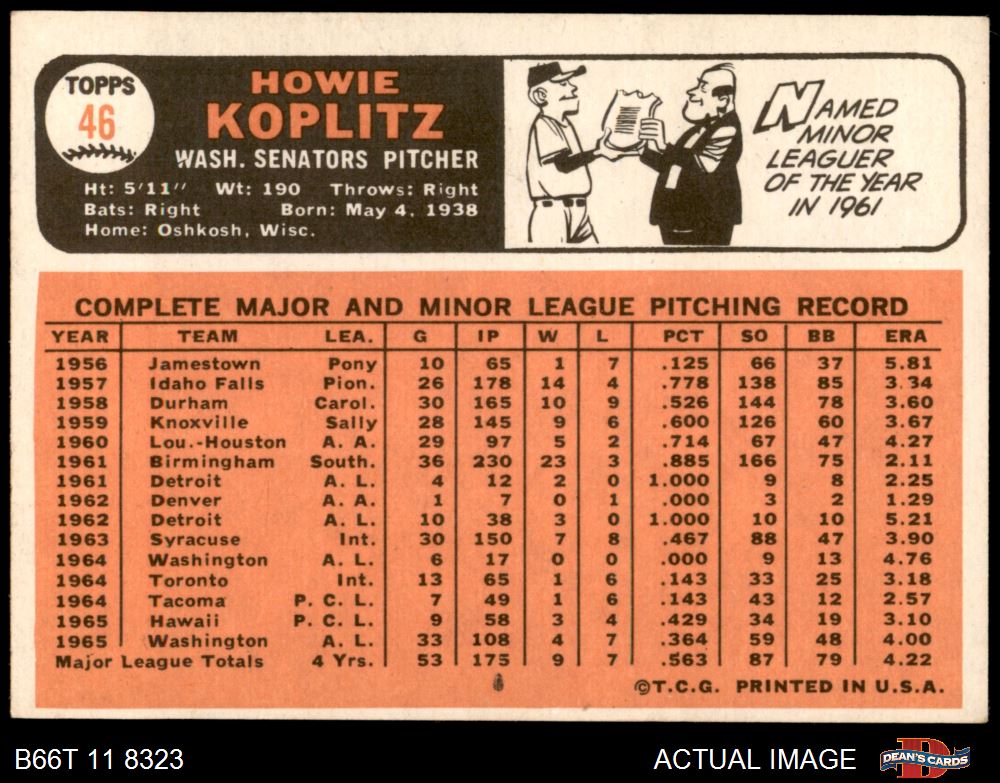 TOPPS
46
HOWIE
KOPLITZ
WASH. SENATORS PITCHER
Ht: 5'11" Wt: 190 Throws: Right
Bats: Right Born: May 4, 1938
Home: Oshkosh, Wisc.
NAMED
MINOR
LEAGUER
OF THE YEAR
IN 1961
COMPLETE MAJOR AND MINOR LEAGUE PITCHING RECORD
YEAR TEAM LEA. G IP W L PCT SO BB ERA
1956 Jamestown Pony 10 65 1 7 .125 66 37 5.81
1957 Idaho Falls Pion. 26 178 14 4 .778 138 85 3.34
1958 Durham Carol. 30 165 10 9 .526 144 78 3.60
1959 Knoxville Sally 28 145 9 6 .600 126 60 3.67
1960 Lou.-Houston A. A. 29 97 5 2 .714 67 47 4.27
1961 Birmingham South. 36 230 23 3 .885 166 75 2.11
1961 Detroit A. L. 4 12 2 0 1.000 9 8 2.25
1962 Denver A. A. 1 7 0 1 .000 3 2 1.29
1962 Detroit A. L. 10 38 3 0 1.000 10 10 5.21
1963 Syracuse Int. 30 150 7 8 .467 88 47 3.90
1964 Washington A. L. 6 17 0 0 .000 9 13 4.76
1964 Toronto Int. 13 65 1 6 .143 33 25 3.18
1964 Tacoma P. C. L. 7 49 1 6 .143 43 12 2.57
1965 Hawaii P. C. L. 9 58 3 4 .429 34 19 3.10
1965 Washington A. L. 33 108 4 7 .364 59 48 4.00
Major League Totals 4 Yrs. 53 175 9 7 .563 87 79 4.22
©T.C.G. PRINTED IN U.S.A.
B66T 11 8323 ACTUAL IMAGE DEAN'S CARDS